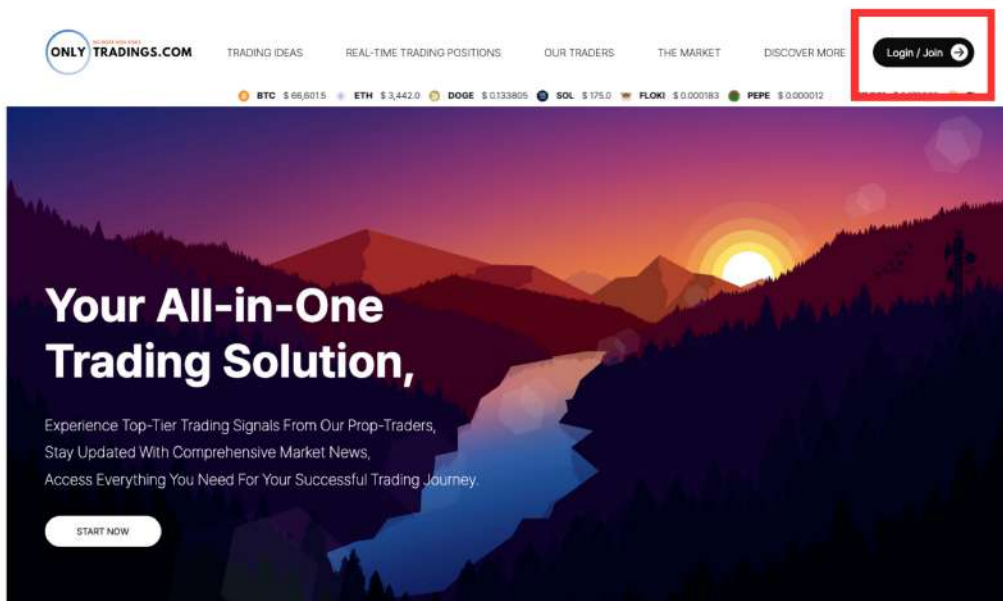 ONLY TRADINGS.COM
TRADING IDEAS
REAL-TIME TRADING POSITIONS
OUR TRADERS
THE MARKET
DISCOVER MORE
Login / Join
BTC $ 66,601.5 ETH $ 3,442.0 DOGE $ 0.133805 SOL $ 175.0 FLOKI $ 0.000183 PEPE $ 0.000012
Your All-in-One
Trading Solution,
Experience Top-Tier Trading Signals From Our Prop-Traders,
Stay Updated With Comprehensive Market News,
Access Everything You Need For Your Successful Trading Journey.
START NOW